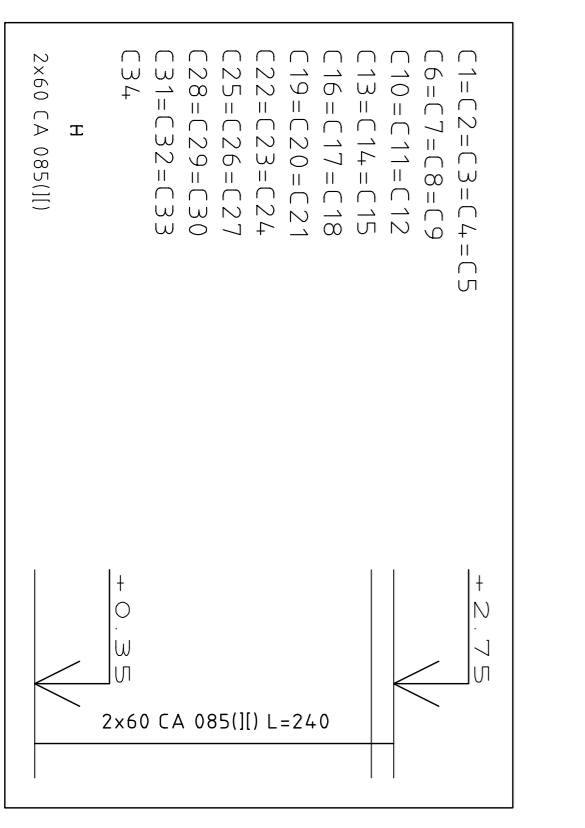 C1=C2=C3=C4=C5
C6=C7=C8=C9
C10=C11=C12
C13=C14=C15
C16=C17=C18
C19=C20=C21
C22=C23=C24
C25=C26=C27
C28=C29=C30
C31=C32=C33
C34
H
2x60 CA 085(][)
+2.75
+0.35
2x60 CA 085(][) L=240